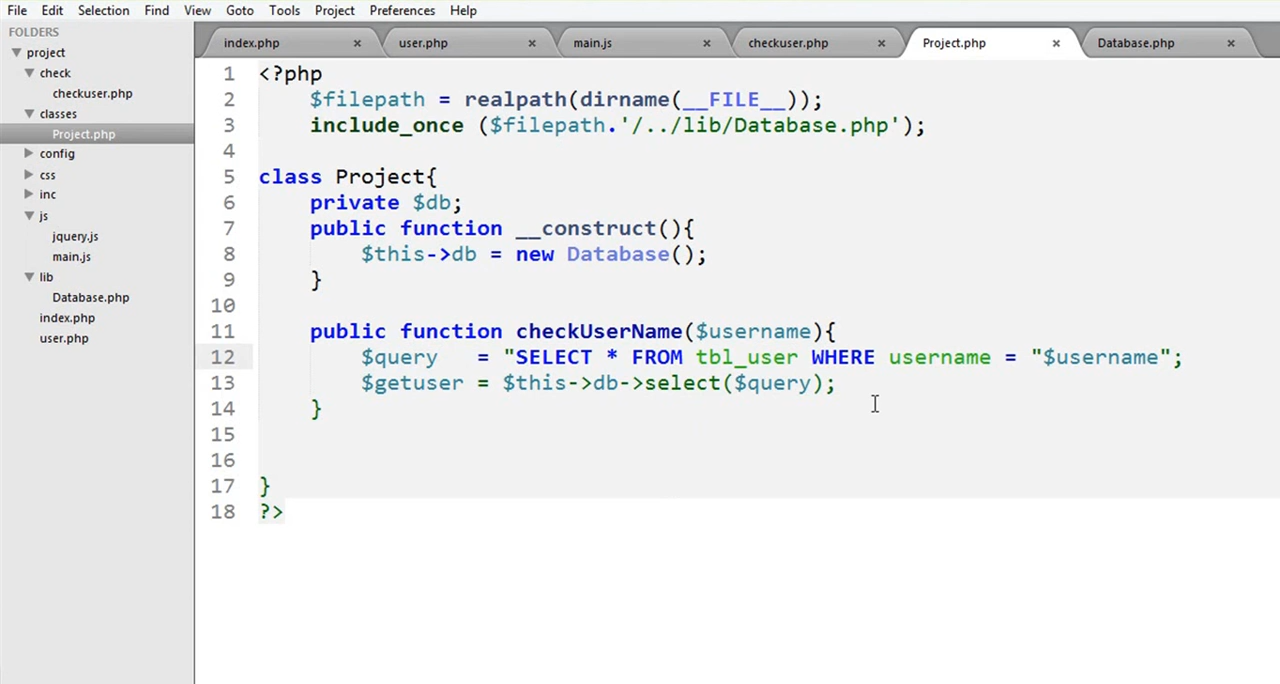 File Edit Selection Find View Goto Tools Project Preferences Help
FOLDERS
project
check
checkuser.php
classes
Project.php
config
css
inc
js
jquery.js
main.js
lib
Database.php
index.php
user.php
index.php × user.php × main.js × checkuser.php × Project.php × Database.php ×
1 <?php
2 $filepath = realpath(dirname(__FILE__));
3 include_once ($filepath.'/../lib/Database.php');
4
5 class Project{
6 private $db;
7 public function __construct(){
8 $this->db = new Database();
9 }
10
11 public function checkUserName($username){
12 $query = "SELECT * FROM tbl_user WHERE username = "$username";
13 $getuser = $this->db->select($query);
14 }
15
16
17 }
18 ?>